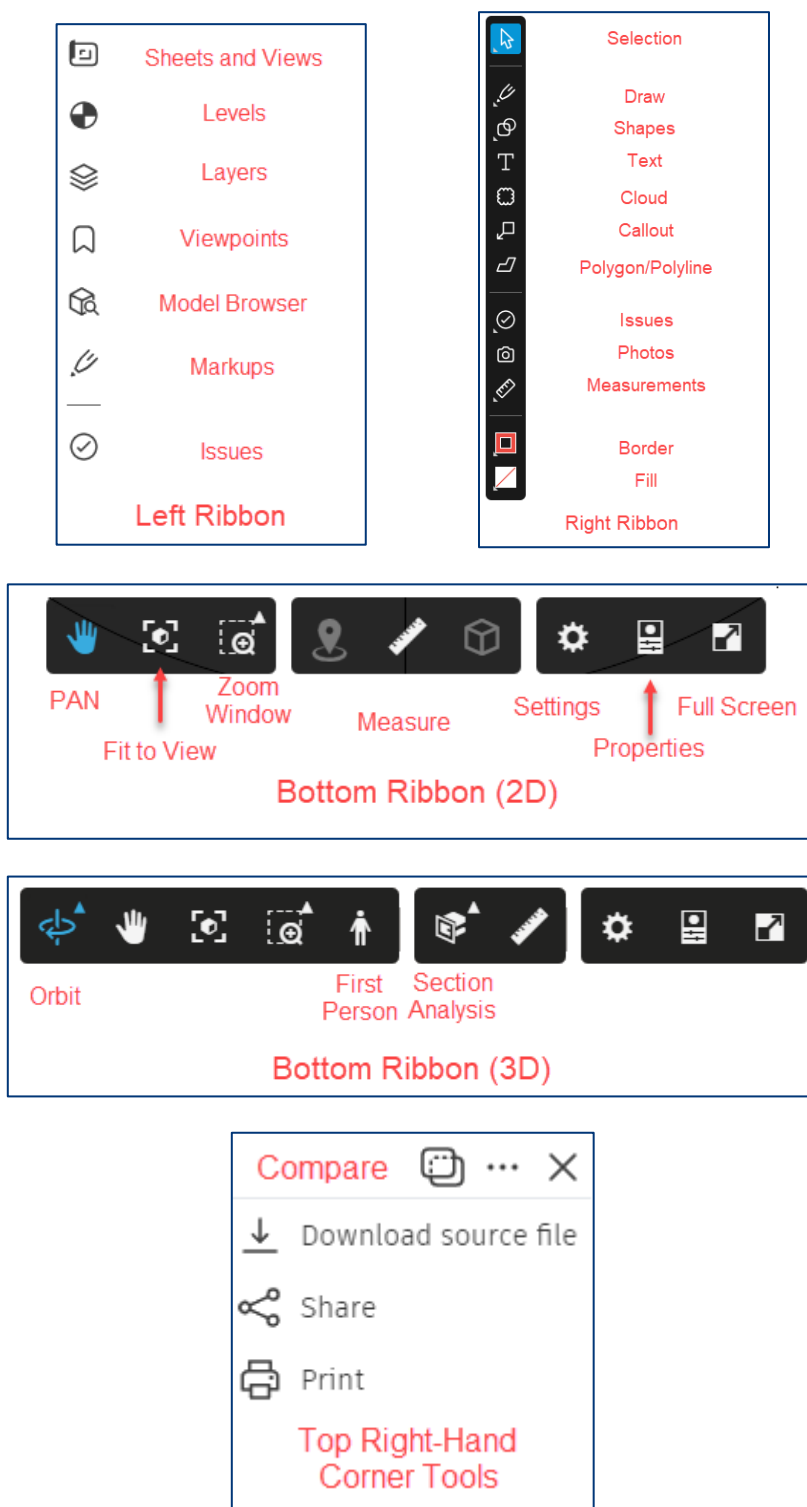 Sheets and Views
Levels
Layers
Viewpoints
Model Browser
Markups
Issues
Left Ribbon
Selection
Draw
Shapes
Text
Cloud
Callout
Polygon/Polyline
Issues
Photos
Measurements
Border
Fill
Right Ribbon
PAN
Fit to View
Zoom
Window
Measure
Settings
Properties
Full Screen
Bottom Ribbon (2D)
Orbit
First
Person
Section
Analysis
Bottom Ribbon (3D)
Compare
Download source file
Share
Print
Top Right-Hand
Corner Tools